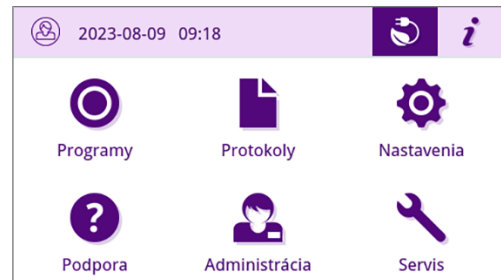 2023-08-09 09:18 i
Programy Protokoly Nastavenia
?
Podpora Administrácia Servis